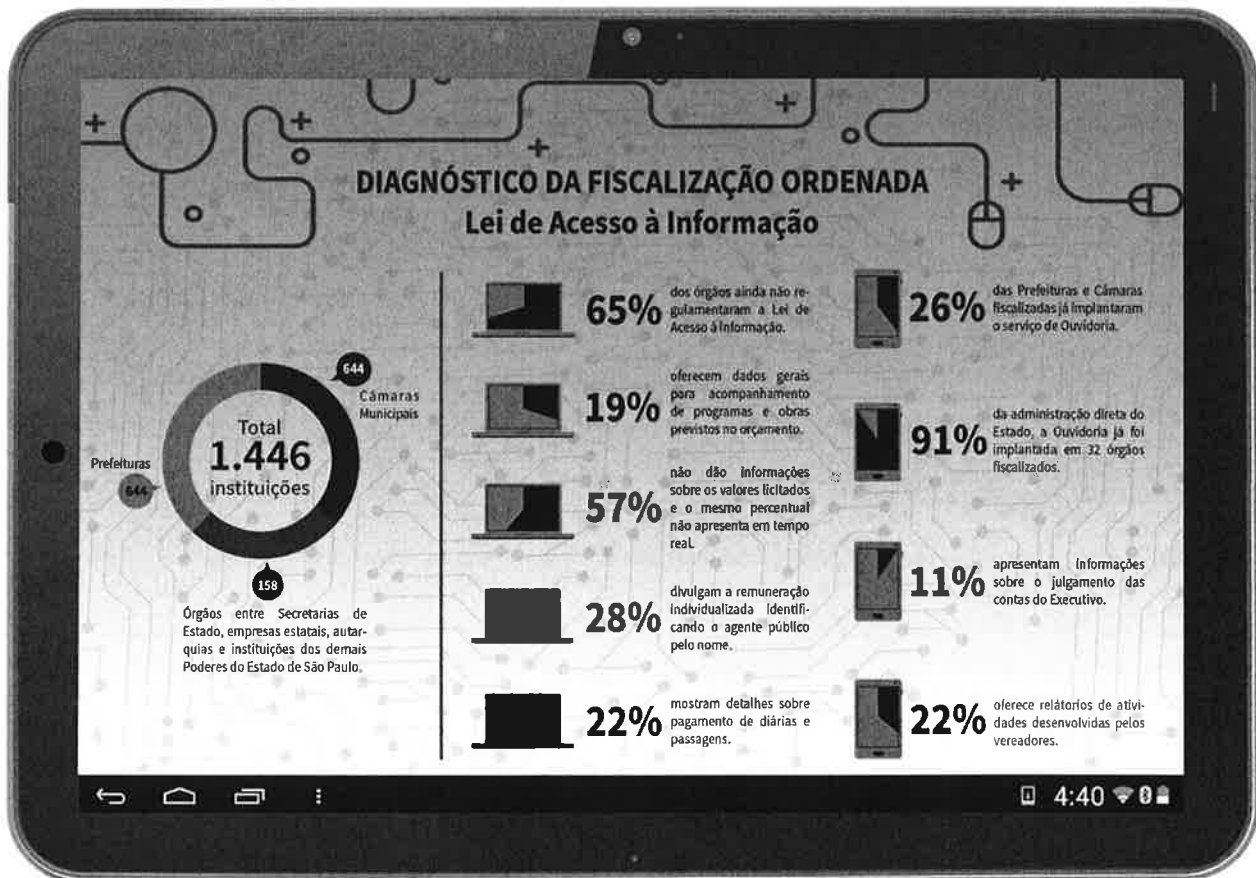 DIAGNÓSTICO DA FISCALIZAÇÃO ORDENADA
Lei de Acesso à Informação
644
Câmaras
Municipais
Total
1.446
instituições
Prefeituras
644
158
Órgãos entre Secretarias de
Estado, empresas estatais, autar-
quias e instituições dos demais
Poderes do Estado de São Paulo.
65%
dos órgãos ainda não re-
gulamentaram a Lei de
Acesso à Informação.
19%
oferecem dados gerais
para acompanhamento
de programas e obras
previstos no orçamento.
57%
não dão informações
sobre os valores licitados
e o mesmo percentual
não apresenta em tempo
real.
28%
divulgam a remuneração
individualizada identifi-
cando o agente público
pelo nome.
22%
mostram detalhes sobre
pagamento de diárias e
passagens.
26%
das Prefeituras e Câmaras
fiscalizadas já implantaram
o serviço de Ouvidoria.
91%
da administração direta do
Estado, a Ouvidoria já foi
implantada em 32 órgãos
fiscalizados.
11%
apresentam informações
sobre o julgamento das
contas do Executivo.
22%
oferece relátorios de ativi-
dades desenvolvidas pelos
vereadores.
4:40